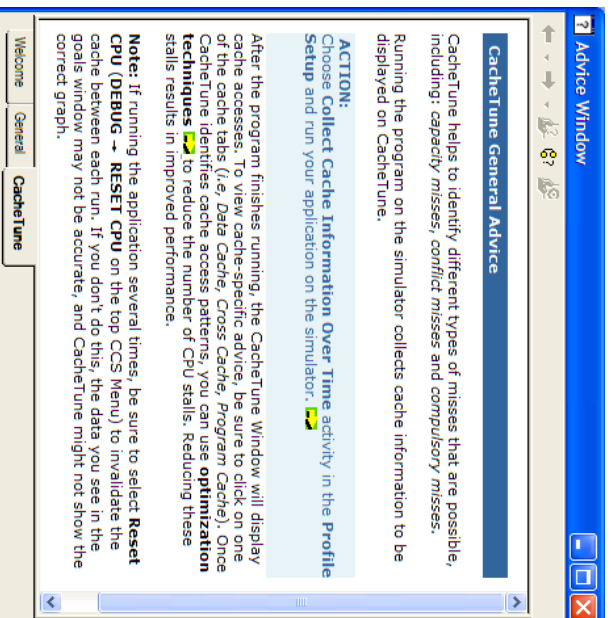 Advice Window
CacheTune General Advice
CacheTune helps to identify different types of misses that are possible,
including: capacity misses, conflict misses and compulsory misses.
Running the program on the simulator collects cache information to be
displayed on CacheTune.
ACTION:
Choose Collect Cache Information Over Time activity in the Profile
Setup and run your application on the simulator.
After the program finishes running, the CacheTune Window will display
cache accesses. To view cache-specific advice, be sure to click on one
of the cache tabs (i.e, Data Cache, Cross Cache, Program Cache). Once
CacheTune identifies cache access patterns, you can use optimization
techniques to reduce the number of CPU stalls. Reducing these
stalls results in improved performance.
Note: If running the application several times, be sure to select Reset
CPU (DEBUG → RESET CPU on the top CCS Menu) to invalidate the
cache between each run. If you don't do this, the data you see in the
goals window may not be accurate, and CacheTune might not show the
correct graph.
Welcome General CacheTune